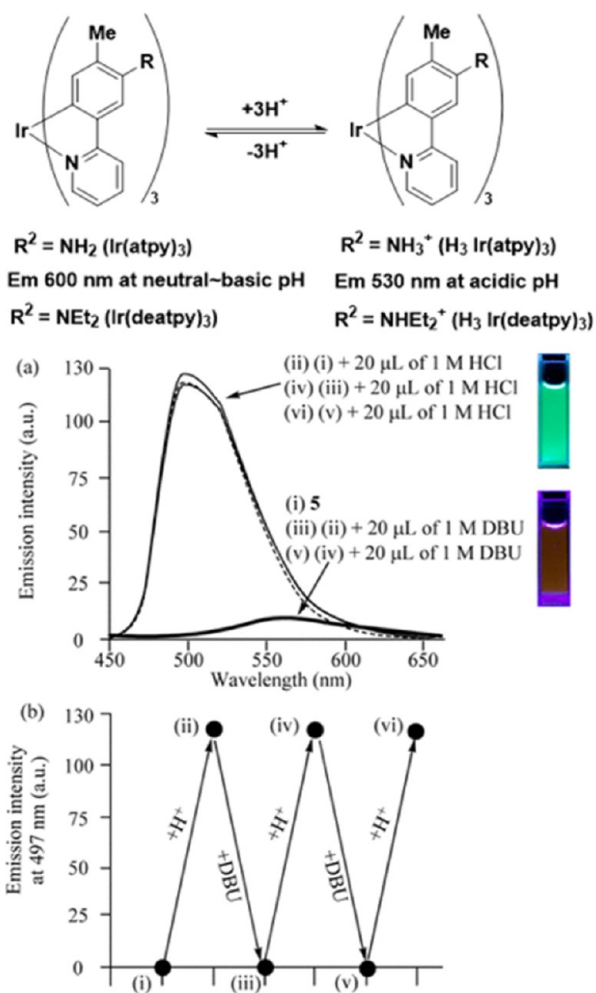 Me
R
Ir
N
3
+3H⁺
-3H⁺
Me
R
Ir
N
3
R² = NH₂ (Ir(atpy)₃)
R² = NH₃⁺ (H₃ Ir(atpy)₃)
Em 600 nm at neutral~basic pH
Em 530 nm at acidic pH
R² = NEt₂ (Ir(deatpy)₃)
R² = NHEt₂⁺ (H₃ Ir(deatpy)₃)
(a)
Emission intensity (a.u.)
130
100
75
50
25
0
(ii) (i) + 20 µL of 1 M HCl
(iv) (iii) + 20 µL of 1 M HCl
(vi) (v) + 20 µL of 1 M HCl
(i) 5
(iii) (ii) + 20 µL of 1 M DBU
(v) (iv) + 20 µL of 1 M DBU
450 500 550 600 650
Wavelength (nm)
(b)
Emission intensity
at 497 nm (a.u.)
130
100
75
50
25
0
(ii) (iv) (vi)
+H⁺
+DBU
+H⁺
+DBU
+H⁺
(i) (iii) (v)